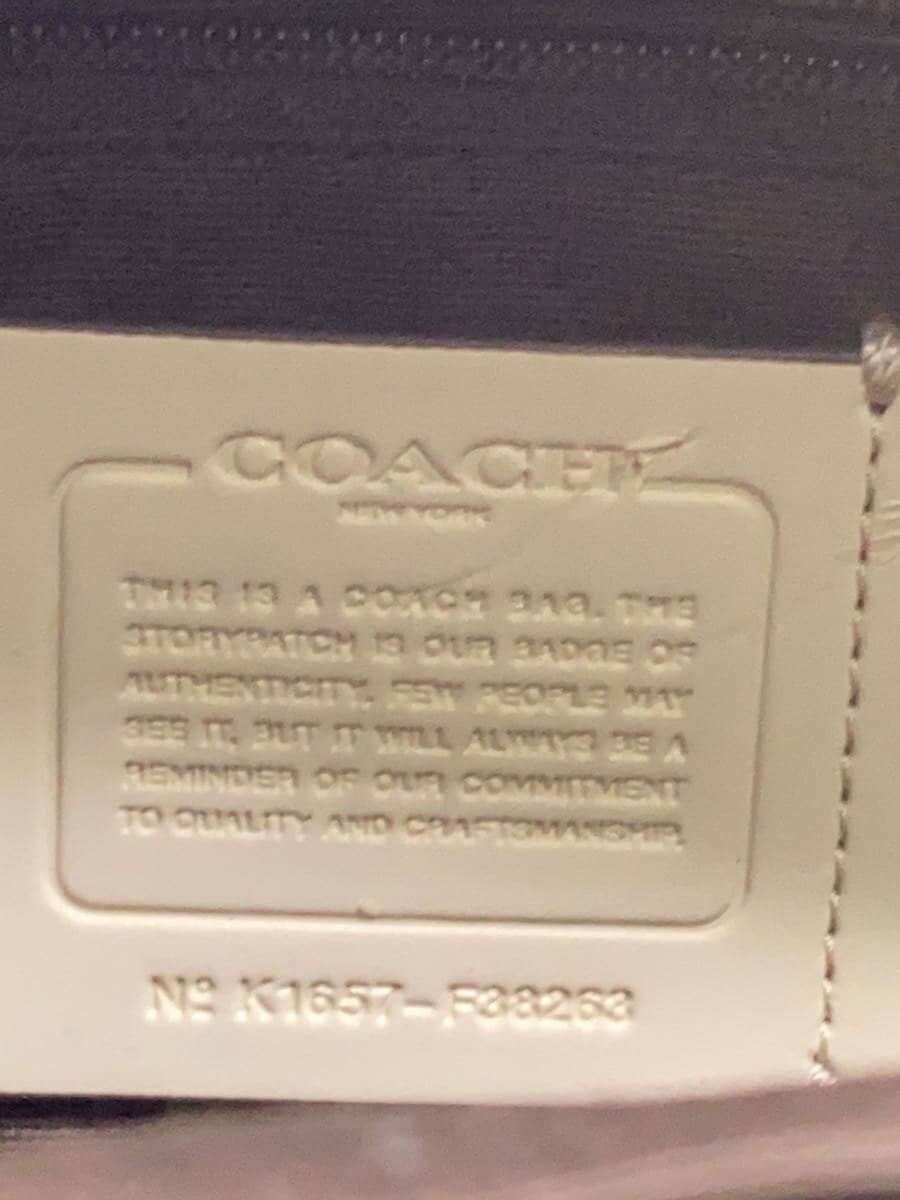 COACH
NEW YORK
THIS IS A COACH BAG. THE
STORYPATCH IS OUR BADGE OF
AUTHENTICITY. FEW PEOPLE MAY
SEE IT, BUT IT WILL ALWAYS BE A
REMINDER OF OUR COMMITMENT
TO QUALITY AND CRAFTSMANSHIP.
Nº K1657-F38263